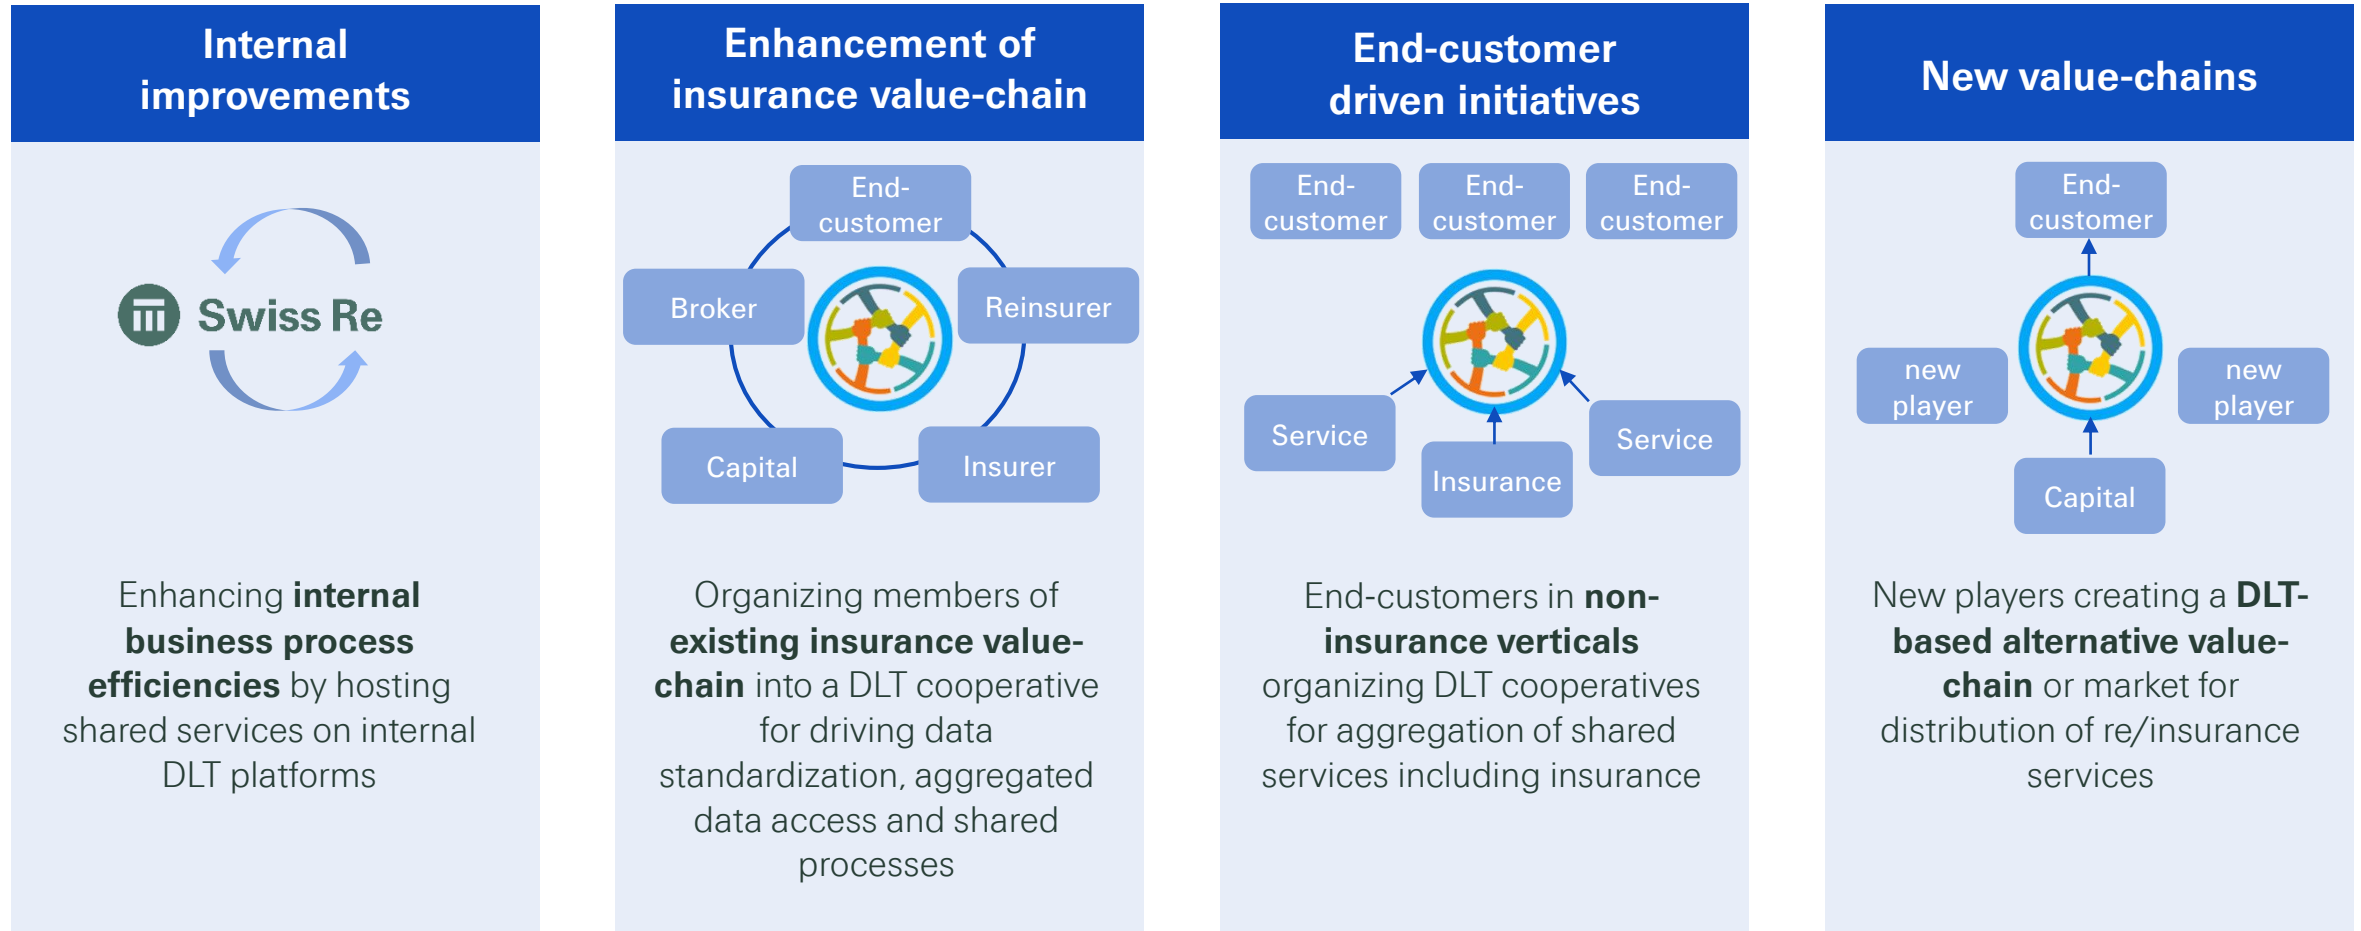 Internal
improvements
Swiss Re
Enhancing internal
business process
efficiencies by hosting
shared services on internal
DLT platforms
Enhancement of
insurance value-chain
End-
customer
Broker
Reinsurer
Capital
Insurer
Organizing members of
existing insurance value-
chain into a DLT cooperative
for driving data
standardization, aggregated
data access and shared
processes
End-customer
driven initiatives
End-
customer
End-
customer
End-
customer
Service
Insurance
Service
End-customers in non-
insurance verticals
organizing DLT cooperatives
for aggregation of shared
services including insurance
New value-chains
End-
customer
new
player
new
player
Capital
New players creating a DLT-
based alternative value-
chain or market for
distribution of re/insurance
services